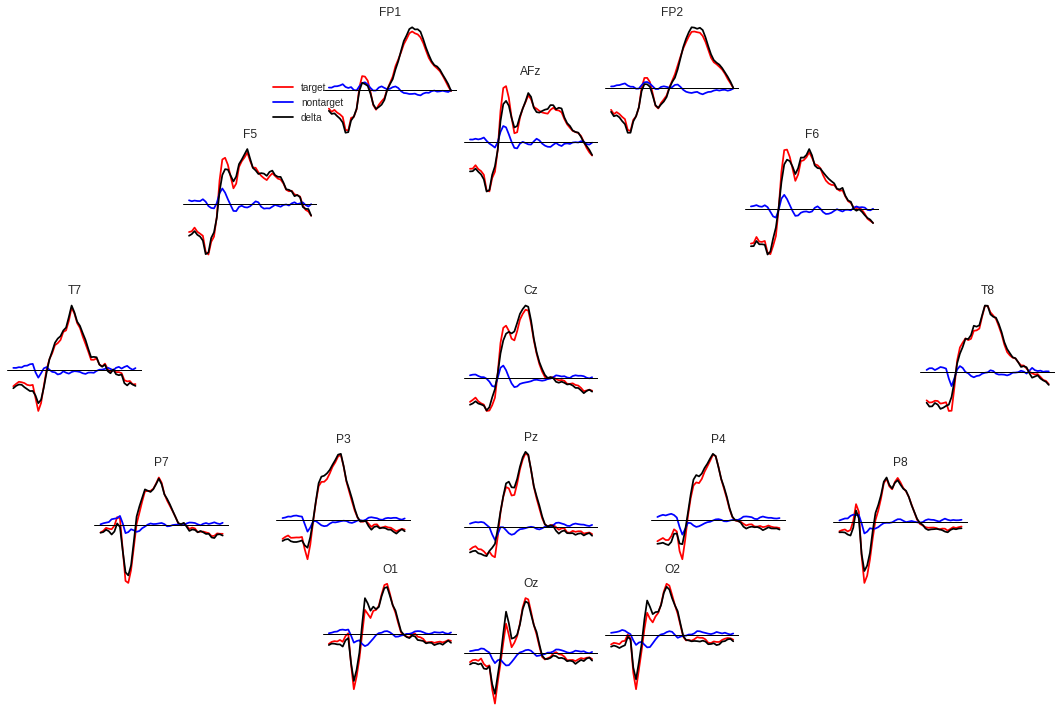 FP1
FP2
AFz
target
nontarget
delta
F5
F6
T7
Cz
T8
P3
Pz
P4
P7
P8
O1
Oz
O2